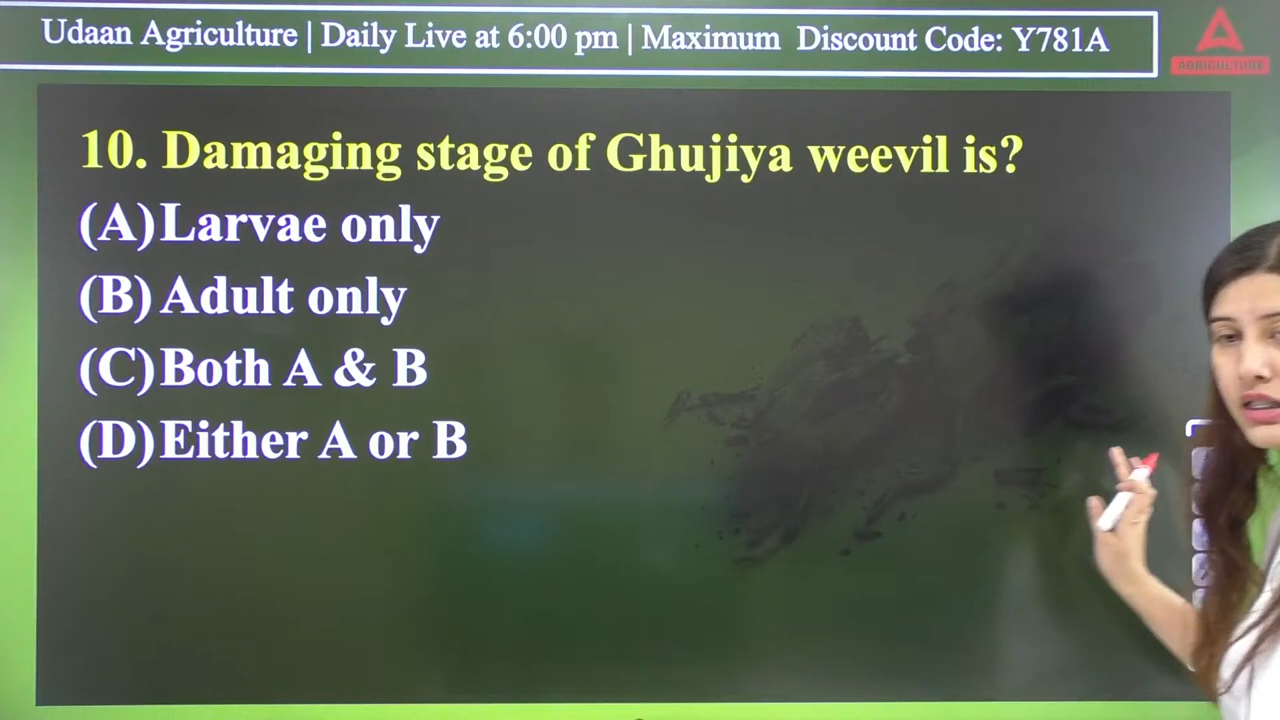 Udaan Agriculture | Daily Live at 6:00 pm | Maximum Discount Code: Y781A
AGRICULTURE
10. Damaging stage of Ghujiya weevil is?
(A) Larvae only
(B) Adult only
(C) Both A & B
(D) Either A or B